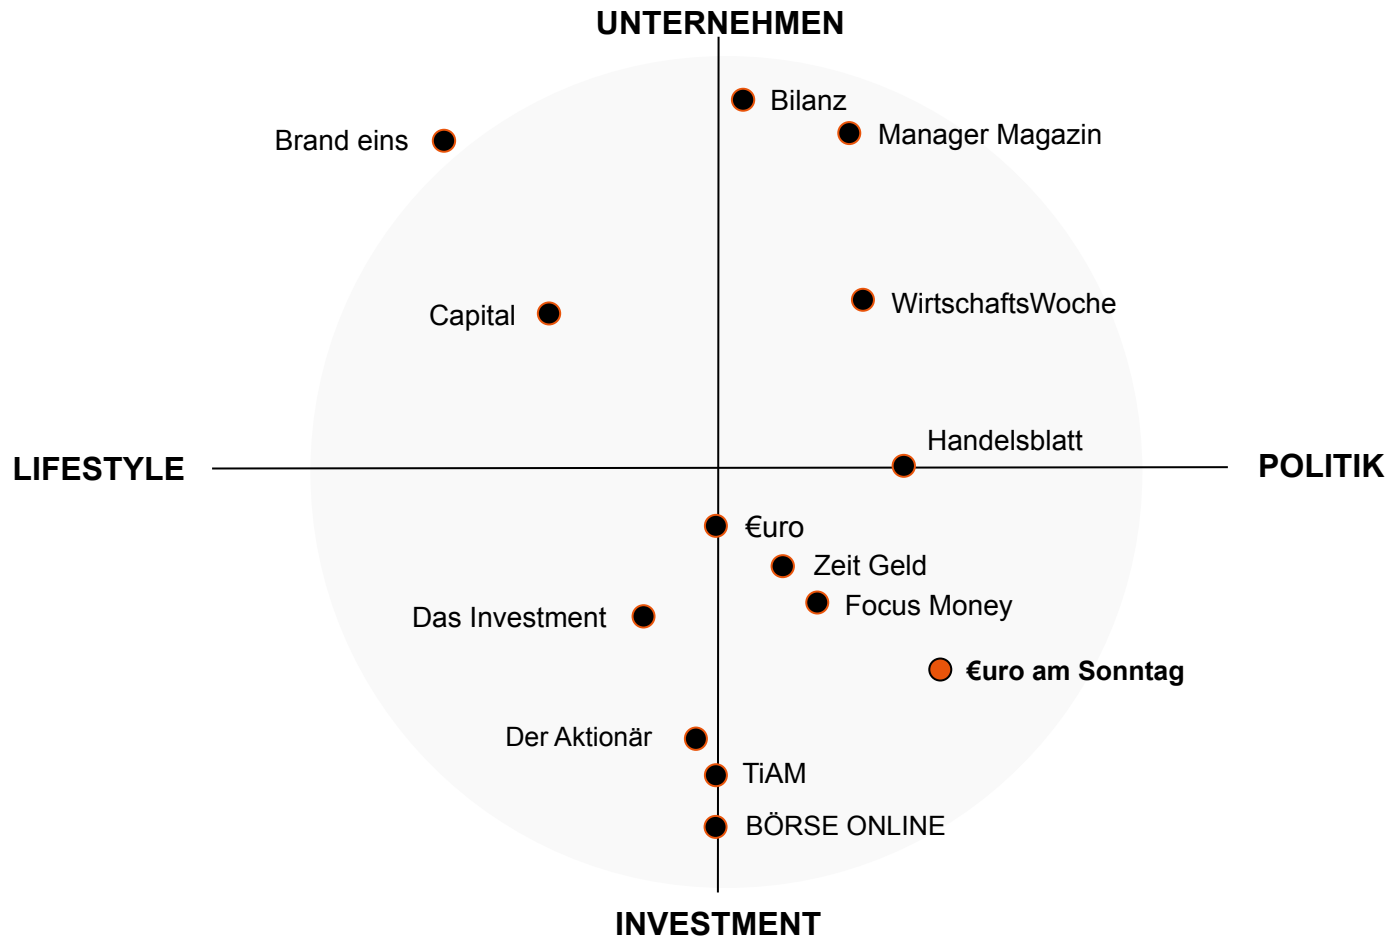 UNTERNEHMEN
Bilanz
Manager Magazin
Brand eins
WirtschaftsWoche
Capital
Handelsblatt
LIFESTYLE
POLITIK
€uro
Zeit Geld
Focus Money
Das Investment
€uro am Sonntag
Der Aktionär
TiAM
BÖRSE ONLINE
INVESTMENT